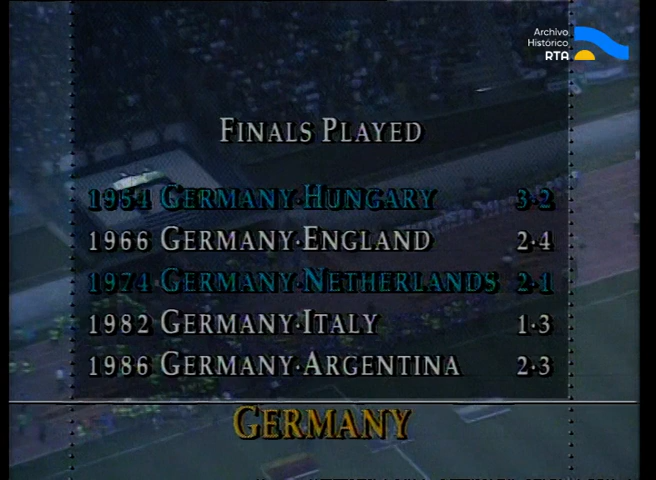 Archivo
Histórico
RTA
FINALS PLAYED
1954 GERMANY·HUNGARY 3·2
1966 GERMANY·ENGLAND 2·4
1974 GERMANY·NETHERLANDS 2·1
1982 GERMANY·ITALY 1·3
1986 GERMANY·ARGENTINA 2·3
GERMANY